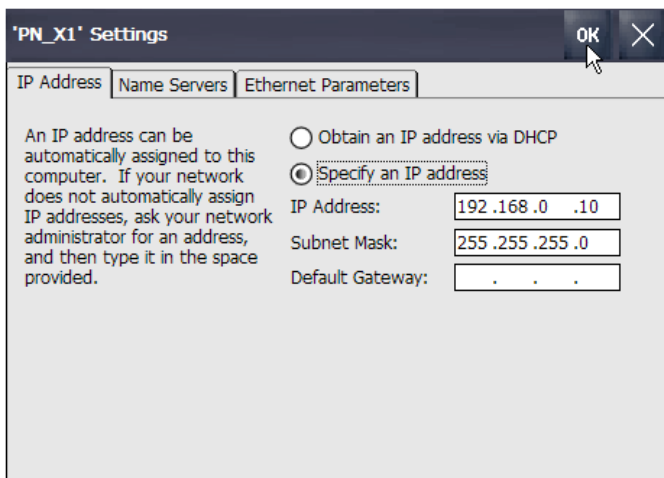 'PN_X1' Settings
OK
IP Address
Name Servers
Ethernet Parameters
An IP address can be
automatically assigned to this
computer. If your network
does not automatically assign
IP addresses, ask your network
administrator for an address,
and then type it in the space
provided.
Obtain an IP address via DHCP
Specify an IP address
IP Address: 192 .168 .0 .10
Subnet Mask: 255 .255 .255 .0
Default Gateway: . . .